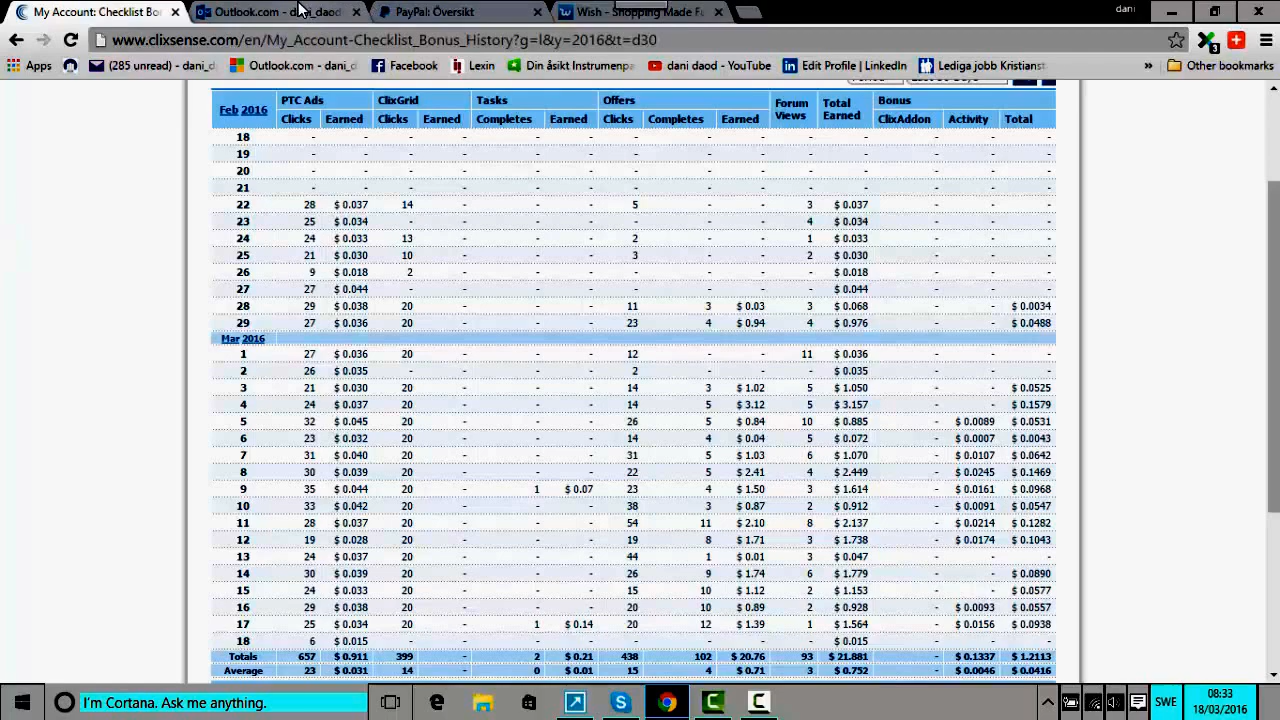 My Account: Checklist Bo
Outlook.com - dani_daod
PayPal: Översikt
Wish - Shopping Made Fu
dani
www.clixsense.com/en/My_Account-Checklist_Bonus_History?g=l&y=2016&t=d30
3
Apps
(285 unread) - dani_d
Outlook.com - dani_d
Facebook
Lexin
Din åsikt Instrumenpa
dani daod - YouTube
Edit Profile | LinkedIn
Lediga jobb Kristianst
»
Other bookmarks
Feb 2016 PTC Ads ClixGrid Tasks Offers Forum Views Total Earned Bonus
Clicks Earned Clicks Earned Completes Earned Clicks Completes Earned ClixAddon Activity Total
18 - - - - - - - - - - - - - -
19 - - - - - - - - - - - - - -
20 - - - - - - - - - - - - - -
21 - - - - - - - - - - - - - -
22 28 $ 0.037 14 - - - 5 - - 3 $ 0.037 - - -
23 25 $ 0.034 - - - - - - - 4 $ 0.034 - - -
24 24 $ 0.033 13 - - - 2 - - 1 $ 0.033 - - -
25 21 $ 0.030 10 - - - 3 - - 2 $ 0.030 - - -
26 9 $ 0.018 2 - - - - - - - $ 0.018 - - -
27 27 $ 0.044 - - - - - - - - $ 0.044 - - -
28 29 $ 0.038 20 - - - 11 3 $ 0.03 3 $ 0.068 - - $ 0.0034
29 27 $ 0.036 20 - - - 23 4 $ 0.94 4 $ 0.976 - - $ 0.0488
Mar 2016
1 27 $ 0.036 20 - - - 12 - - 11 $ 0.036 - - -
2 26 $ 0.035 - - - - 2 - - - $ 0.035 - - -
3 21 $ 0.030 20 - - - 14 3 $ 1.02 5 $ 1.050 - - $ 0.0525
4 24 $ 0.037 20 - - - 14 5 $ 3.12 5 $ 3.157 - - $ 0.1579
5 32 $ 0.045 20 - - - 26 5 $ 0.84 10 $ 0.885 - $ 0.0089 $ 0.0531
6 23 $ 0.032 20 - - - 14 4 $ 0.04 5 $ 0.072 - $ 0.0007 $ 0.0043
7 31 $ 0.040 20 - - - 31 5 $ 1.03 6 $ 1.070 - $ 0.0107 $ 0.0642
8 30 $ 0.039 20 - - - 22 5 $ 2.41 4 $ 2.449 - $ 0.0245 $ 0.1469
9 35 $ 0.044 20 - 1 $ 0.07 23 4 $ 1.50 3 $ 1.614 - $ 0.0161 $ 0.0968
10 33 $ 0.042 20 - - - 38 3 $ 0.87 2 $ 0.912 - $ 0.0091 $ 0.0547
11 28 $ 0.037 20 - - - 54 11 $ 2.10 8 $ 2.137 - $ 0.0214 $ 0.1282
12 19 $ 0.028 20 - - - 19 8 $ 1.71 3 $ 1.738 - $ 0.0174 $ 0.1043
13 24 $ 0.037 20 - - - 44 1 $ 0.01 3 $ 0.047 - - -
14 30 $ 0.039 20 - - - 26 9 $ 1.74 6 $ 1.779 - - $ 0.0890
15 24 $ 0.033 20 - - - 15 10 $ 1.12 2 $ 1.153 - - $ 0.0577
16 29 $ 0.038 20 - - - 20 10 $ 0.89 2 $ 0.928 - $ 0.0093 $ 0.0557
17 25 $ 0.034 20 - 1 $ 0.14 20 12 $ 1.39 1 $ 1.564 - $ 0.0156 $ 0.0938
18 6 $ 0.015 - - - - - - - - $ 0.015 - - -
Totals 657 $ 0.911 399 - 2 $ 0.21 438 102 $ 20.76 93 $ 21.881 - $ 0.1337 $ 1.2113
Average 23 $ 0.031 14 - 0 $ 0.01 15 4 $ 0.71 3 $ 0.752 - $ 0.0046 $ 0.0416
I'm Cortana. Ask me anything.
SWE
08:33
18/03/2016